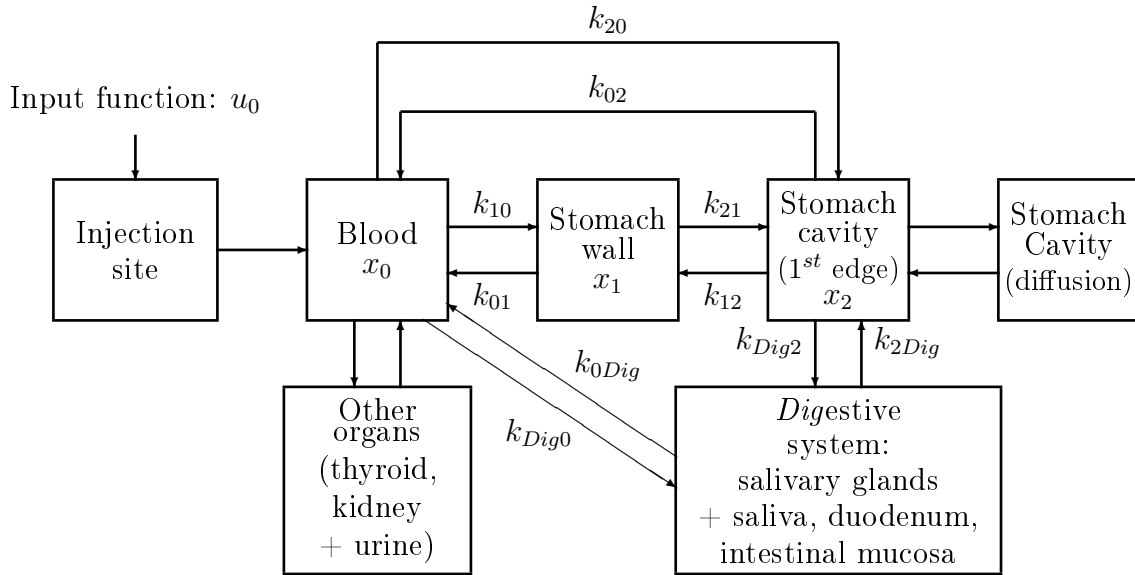 k20
Input function: u0
k02
Injection
site
Blood
x0
k10
k01
Stomach
wall
x1
k21
k12
Stomach
cavity
(1st edge)
x2
Stomach
Cavity
(diffusion)
kDig2
k2Dig
k0Dig
kDig0
Other
organs
(thyroid,
kidney
+ urine)
Digestive
system:
salivary glands
+ saliva, duodenum,
intestinal mucosa